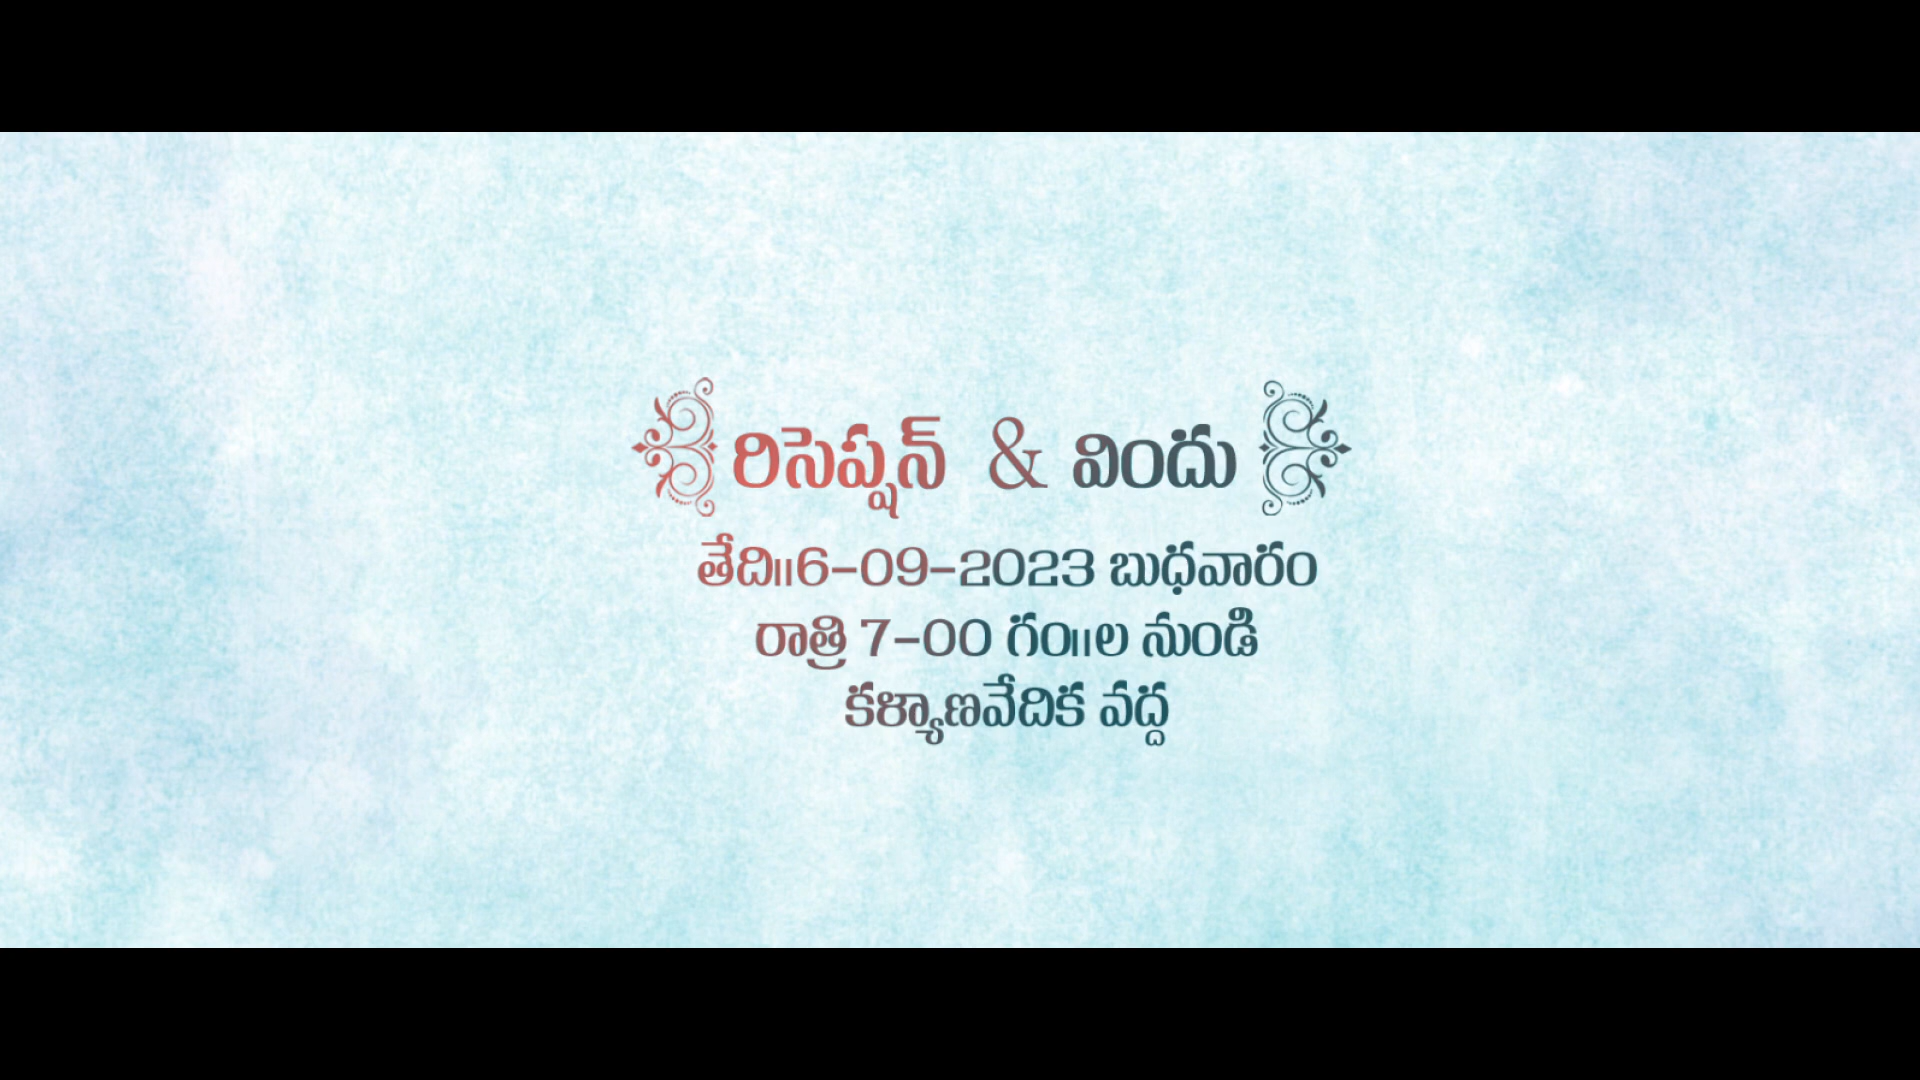 రిసెప్షన్ & విందు
తేది॥6-09-2023 బుధవారం
రాత్రి 7-00 గం॥ల నుండి
కళ్యాణవేదిక వద్ద